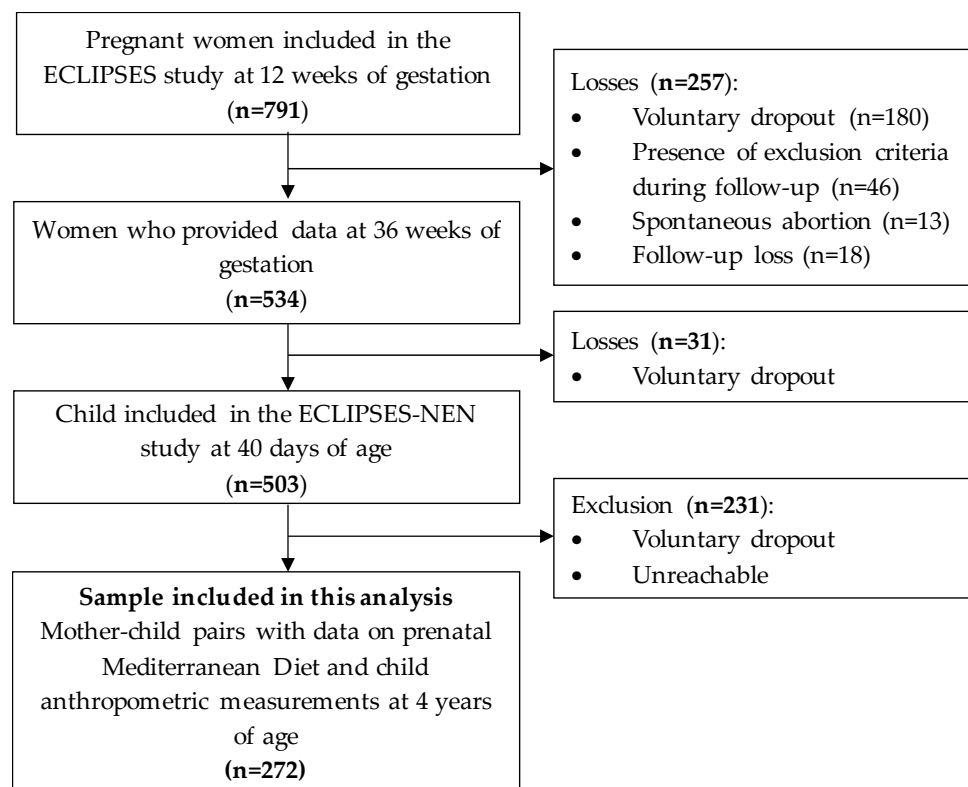 Pregnant women included in the
ECLIPSES study at 12 weeks of gestation
(n=791)
Losses (n=257):
• Voluntary dropout (n=180)
• Presence of exclusion criteria
during follow-up (n=46)
• Spontaneous abortion (n=13)
• Follow-up loss (n=18)
Women who provided data at 36 weeks of
gestation
(n=534)
Losses (n=31):
• Voluntary dropout
Child included in the ECLIPSES-NEN
study at 40 days of age
(n=503)
Exclusion (n=231):
• Voluntary dropout
• Unreachable
Sample included in this analysis
Mother-child pairs with data on prenatal
Mediterranean Diet and child
anthropometric measurements at 4 years
of age
(n=272)